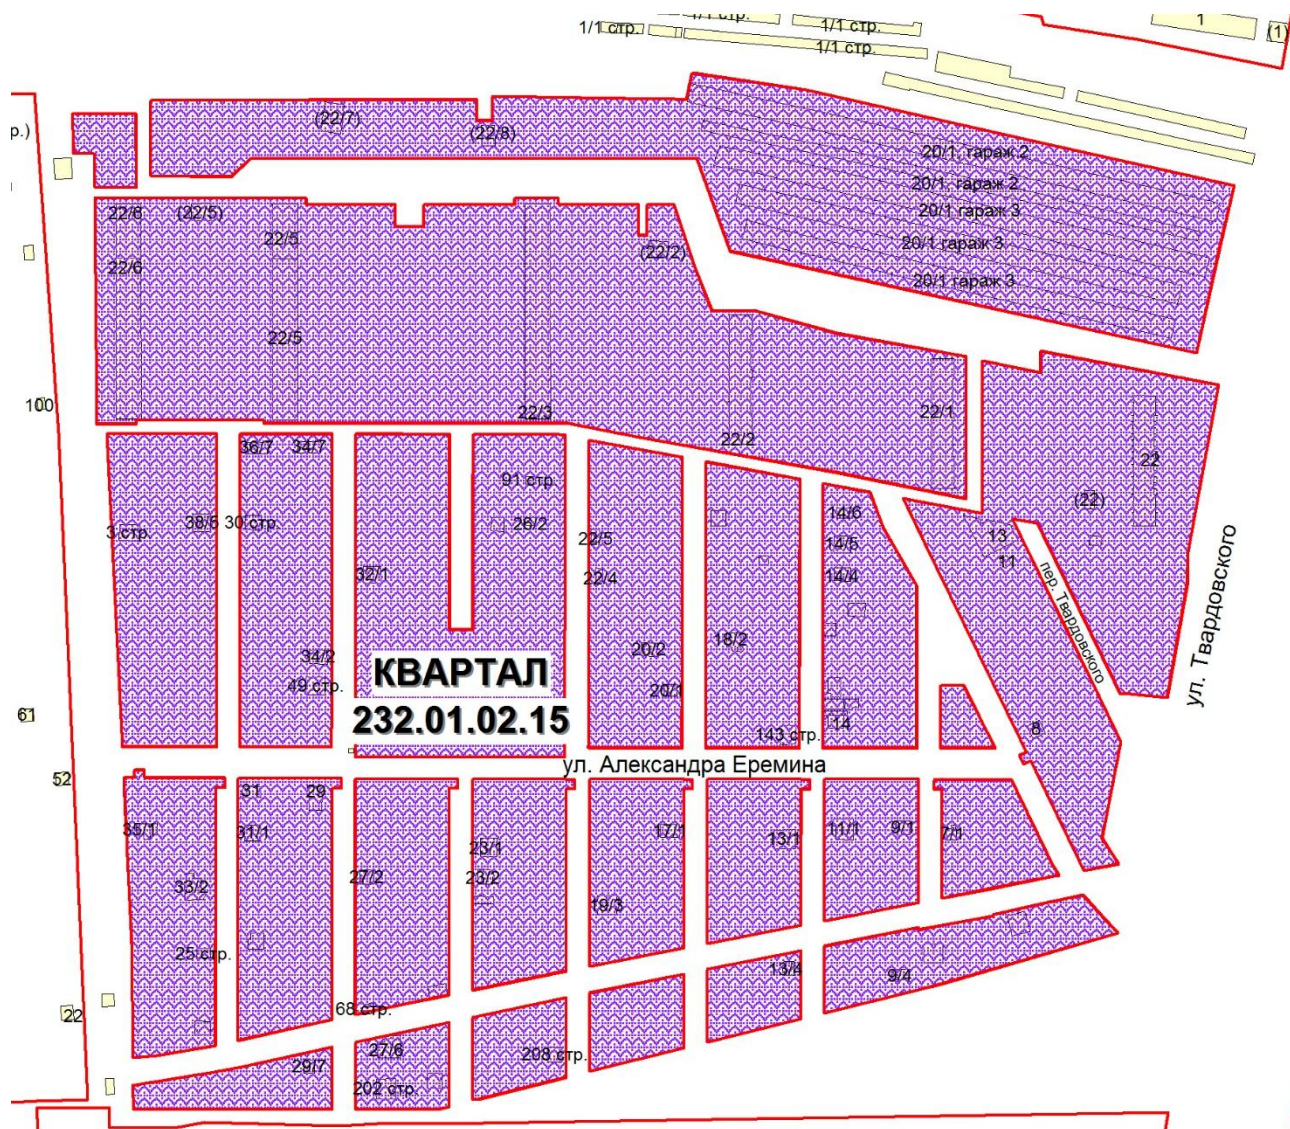 1/1 стр.
1/1 стр.
1/1 стр.
1/1 стр.
1
(1)
р.)
(22/7)
(22/8)
20/1, гараж 2
20/1, гараж 2
20/1 гараж 3
20/1 гараж 3
20/1 гараж 3
22/6
(22/5)
22/5
(22/2)
22/6
22/5
100
22/3
22/2
22/1
36/7
34/7
22
91 стр.
(22)
3 стр.
38/6
30 стр.
26/2
22/5
14/6
14/5
13
11
32/1
22/4
14/4
пер. Твардовского
ул. Твардовского
34/2
20/2
18/2
49 стр.
20/1
КВАРТАЛ
232.01.02.15
61
143 стр.
14
8
ул. Александра Еремина
52
31
29
35/1
31/1
23/1
17/1
13/1
11/1
9/1
7/1
33/2
27/2
23/2
19/3
25 стр.
13/4
9/4
22
68 стр.
27/6
208 стр.
29/7
202 стр.